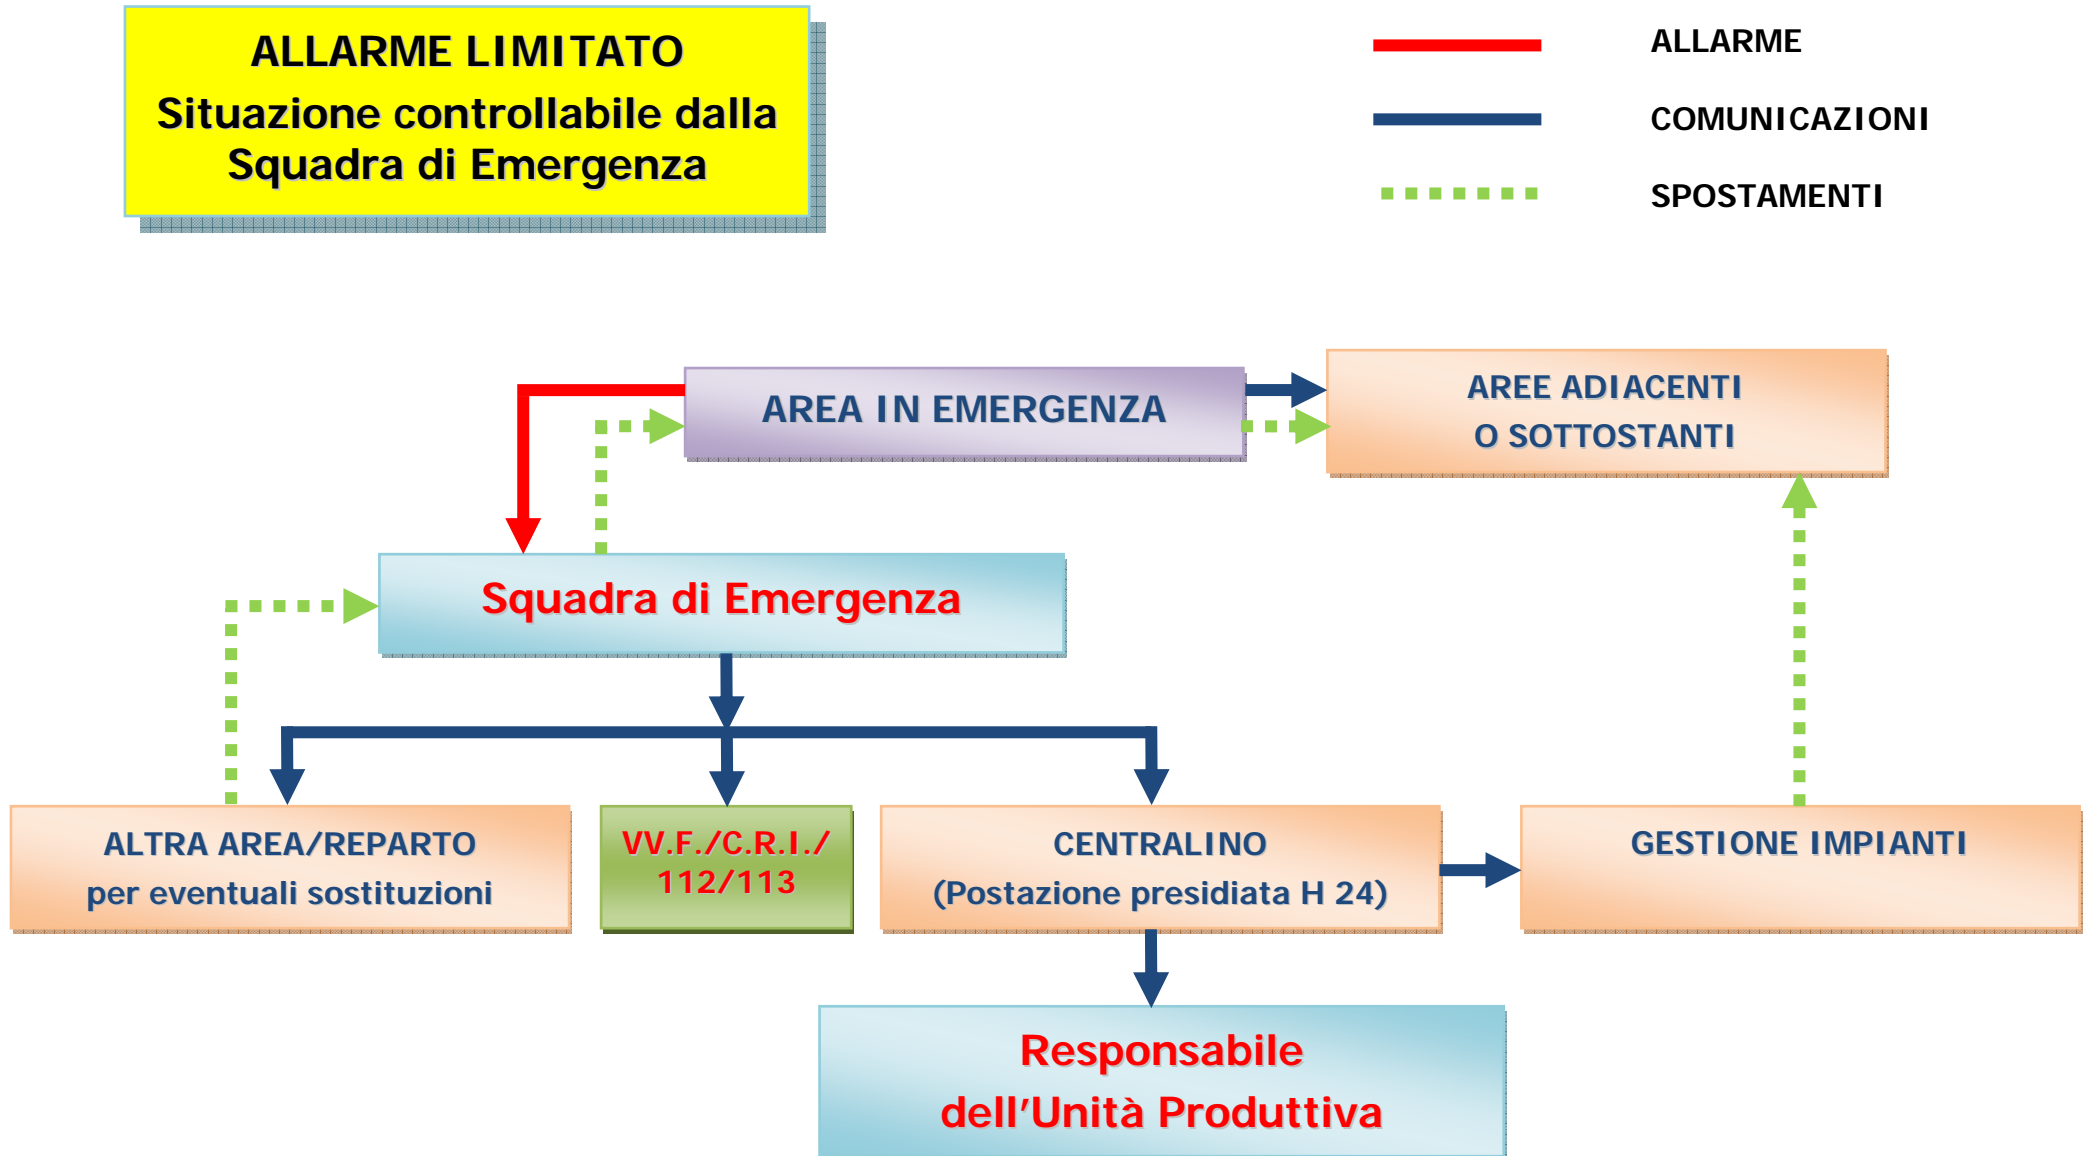 ALLARME LIMITATO
Situazione controllabile dalla
Squadra di Emergenza
ALLARME
COMUNICAZIONI
SPOSTAMENTI
AREA IN EMERGENZA
AREE ADIACENTI
O SOTTOSTANTI
Squadra di Emergenza
ALTRA AREA/REPARTO
per eventuali sostituzioni
VV.F./C.R.I./
112/113
CENTRALINO
(Postazione presidiata H 24)
GESTIONE IMPIANTI
Responsabile
dell'Unità Produttiva